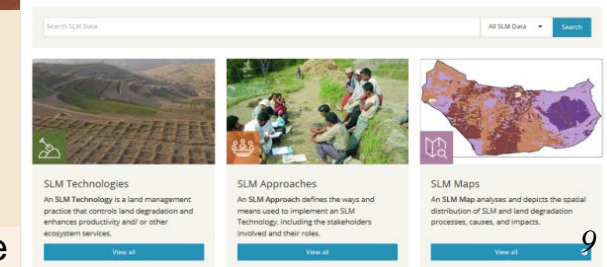 Search SLM Data
All SLM Data
Search
SLM Technologies
An SLM Technology is a land management
practice that controls land degradation and
enhances productivity and/ or other
ecosystem services.
View all
SLM Approaches
An SLM Approach defines the ways and
means used to implement an SLM
Technology, including the stakeholders
involved and their roles.
View all
SLM Maps
An SLM Map analyses and depicts the spatial
distribution of SLM and land degradation
processes, causes, and impacts.
View all
e
9